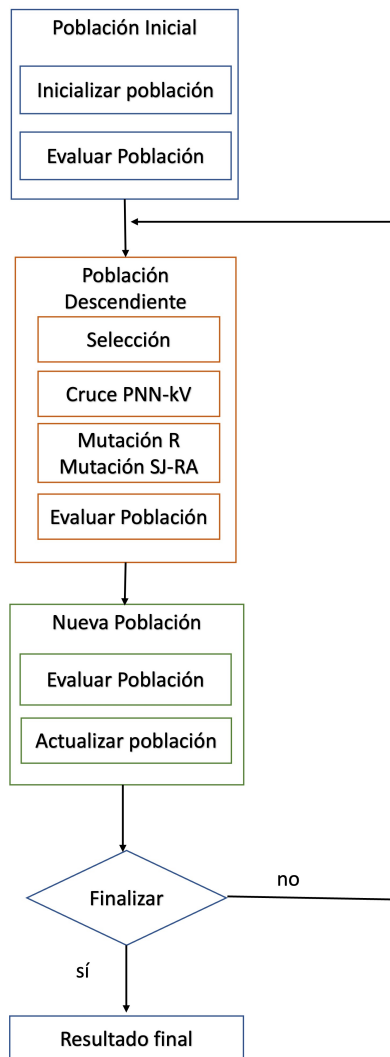 Población Inicial
Inicializar población
Evaluar Población
Población
Descendiente
Selección
Cruce PNN-kV
Mutación R
Mutación SJ-RA
Evaluar Población
Nueva Población
Evaluar Población
Actualizar población
Finalizar
no
sí
Resultado final